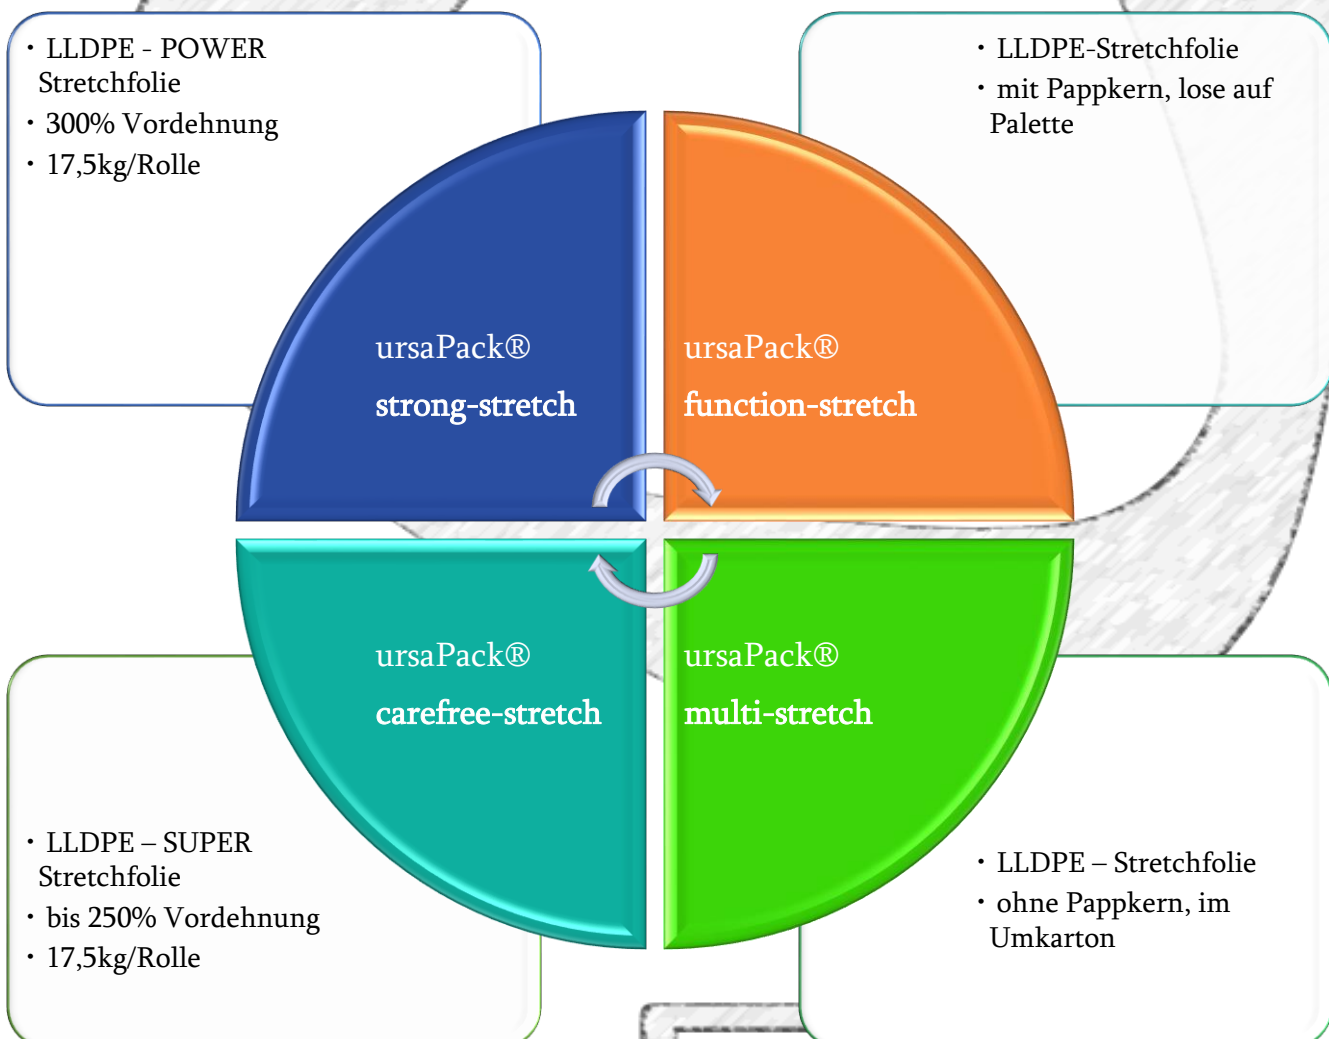 • LLDPE - POWER
Stretchfolie
• 300% Vordehnung
• 17,5kg/Rolle
• LLDPE-Stretchfolie
• mit Pappkern, lose auf
Palette
ursaPack®
strong-stretch
ursaPack®
function-stretch
ursaPack®
carefree-stretch
ursaPack®
multi-stretch
• LLDPE – SUPER
Stretchfolie
• bis 250% Vordehnung
• 17,5kg/Rolle
• LLDPE – Stretchfolie
• ohne Pappkern, im
Umkarton